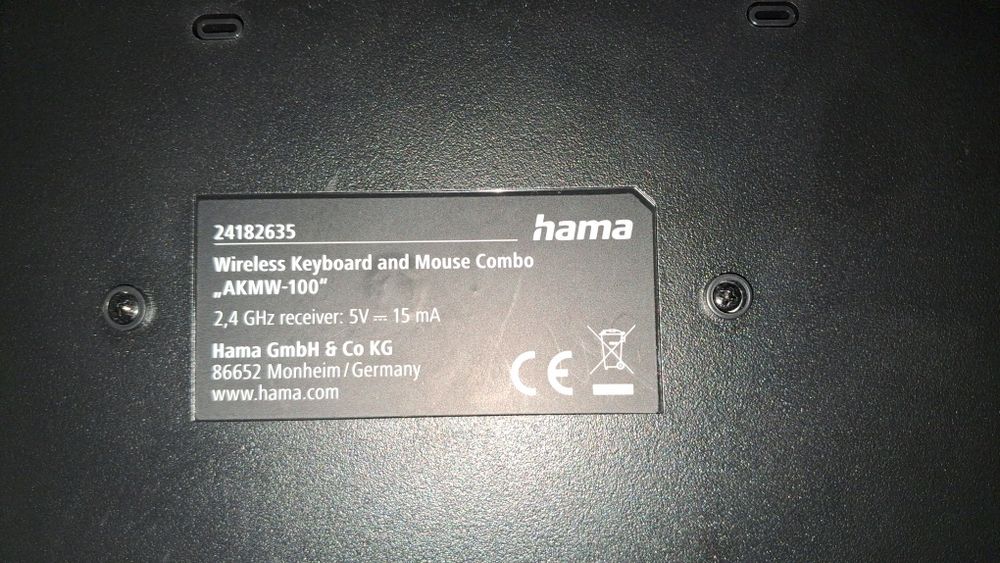 24182635
hama
Wireless Keyboard and Mouse Combo
„AKMW-100“
2,4 GHz receiver: 5V ⎓ 15 mA
Hama GmbH & Co KG
86652 Monheim/Germany
www.hama.com
CE